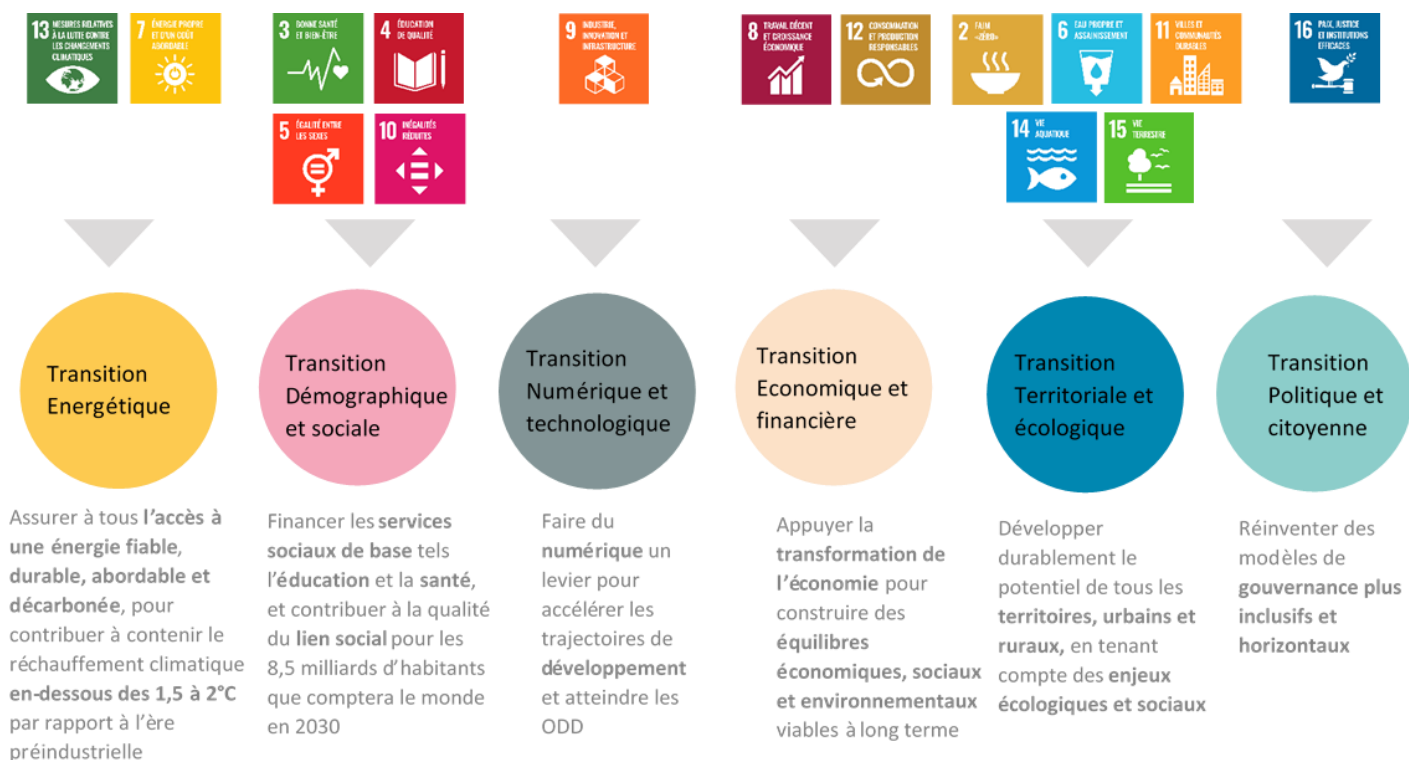 13 MESURES RELATIVES
À LA LUTTE CONTRE
LES CHANGEMENTS
CLIMATIQUES
7 ÉNERGIE PROPRE
ET D'UN COÛT
ABORDABLE
3 BONNE SANTÉ
ET BIEN-ÊTRE
4 ÉDUCATION
DE QUALITÉ
5 ÉGALITÉ ENTRE
LES SEXES
10 INÉGALITÉS
RÉDUITES
9 INDUSTRIE,
INNOVATION ET
INFRASTRUCTURE
8 TRAVAIL DÉCENT
ET CROISSANCE
ÉCONOMIQUE
12 CONSOMMATION
ET PRODUCTION
RESPONSABLES
2 FAIM
«ZÉRO»
6 EAU PROPRE ET
ASSAINISSEMENT
11 VILLES ET
COMMUNAUTÉS
DURABLES
14 VIE
AQUATIQUE
15 VIE
TERRESTRE
16 PAIX, JUSTICE
ET INSTITUTIONS
EFFICACES
Transition
Energétique
Transition
Démographique
et sociale
Transition
Numérique et
technologique
Transition
Economique et
financière
Transition
Territoriale et
écologique
Transition
Politique et
citoyenne
Assurer à tous l’accès à
une énergie fiable,
durable, abordable et
décarbonée, pour
contribuer à contenir le
réchauffement climatique
en-dessous des 1,5 à 2°C
par rapport à l’ère
préindustrielle
Financer les services
sociaux de base tels
l’éducation et la santé,
et contribuer à la qualité
du lien social pour les
8,5 milliards d’habitants
que comptera le monde
en 2030
Faire du
numérique un
levier pour
accélérer les
trajectoires de
développement
et atteindre les
ODD
Appuyer la
transformation de
l’économie pour
construire des
équilibres
économiques, sociaux
et environnementaux
viables à long terme
Développer
durablement le
potentiel de tous les
territoires, urbains et
ruraux, en tenant
compte des enjeux
écologiques et sociaux
Réinventer des
modèles de
gouvernance plus
inclusifs et
horizontaux